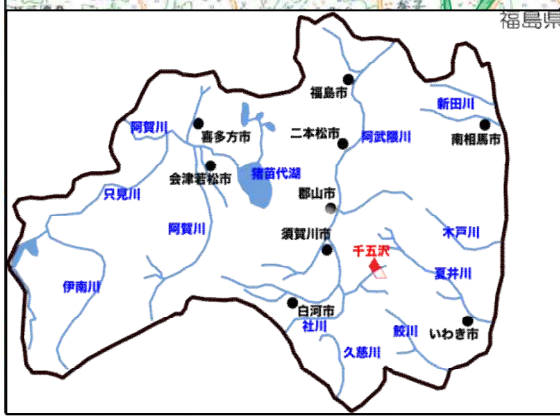 福島県
福島市
新田川
阿賀川
喜多方市
二本松市
阿武隈川
南相馬市
会津若松市
猪苗代湖
只見川
郡山市
阿賀川
須賀川市
木戸川
千五沢
夏井川
伊南川
白河市
社川
鮫川
いわき市
久慈川